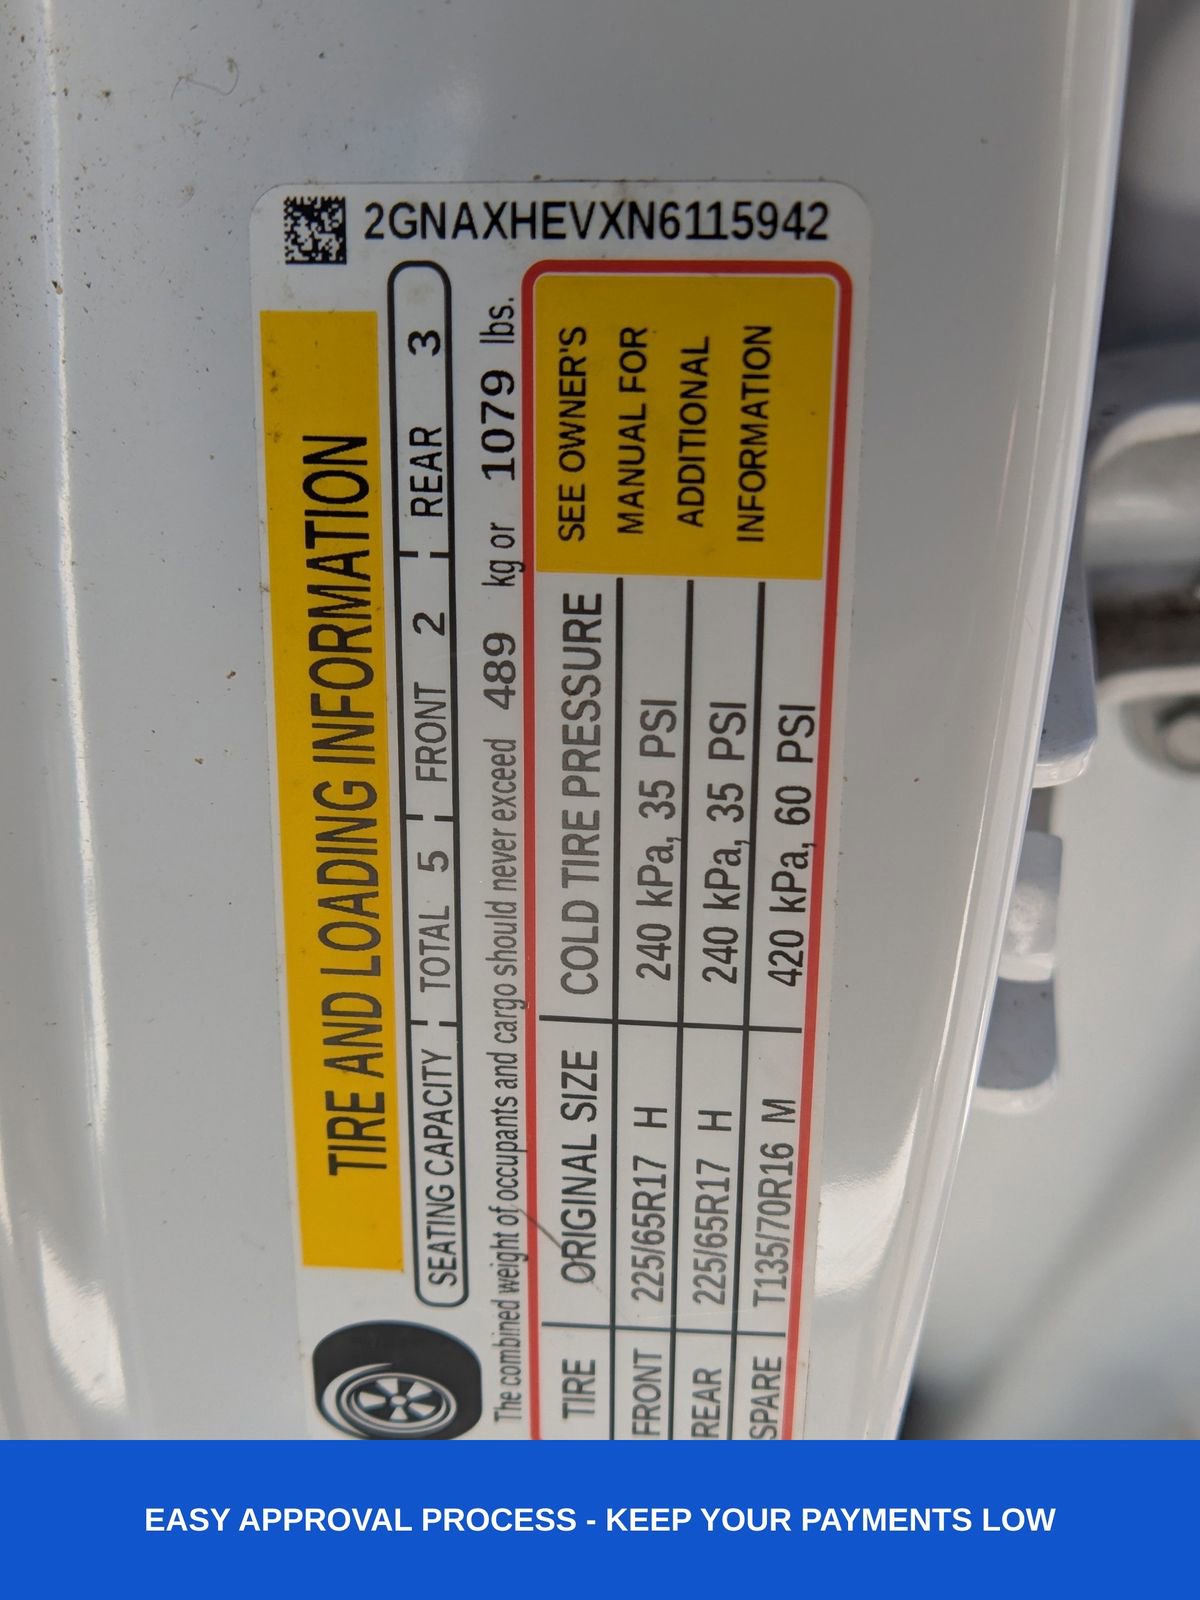 2GNAXHEVXN6115942
TIRE AND LOADING INFORMATION
SEATING CAPACITY TOTAL 5 FRONT 2 REAR 3
The combined weight of occupants and cargo should never exceed 489 kg or 1079 lbs.
TIRE ORIGINAL SIZE COLD TIRE PRESSURE
FRONT 225/65R17 H 240 kPa, 35 PSI
REAR 225/65R17 H 240 kPa, 35 PSI
SPARE T135/70R16 M 420 kPa, 60 PSI
SEE OWNER'S
MANUAL FOR
ADDITIONAL
INFORMATION
EASY APPROVAL PROCESS - KEEP YOUR PAYMENTS LOW